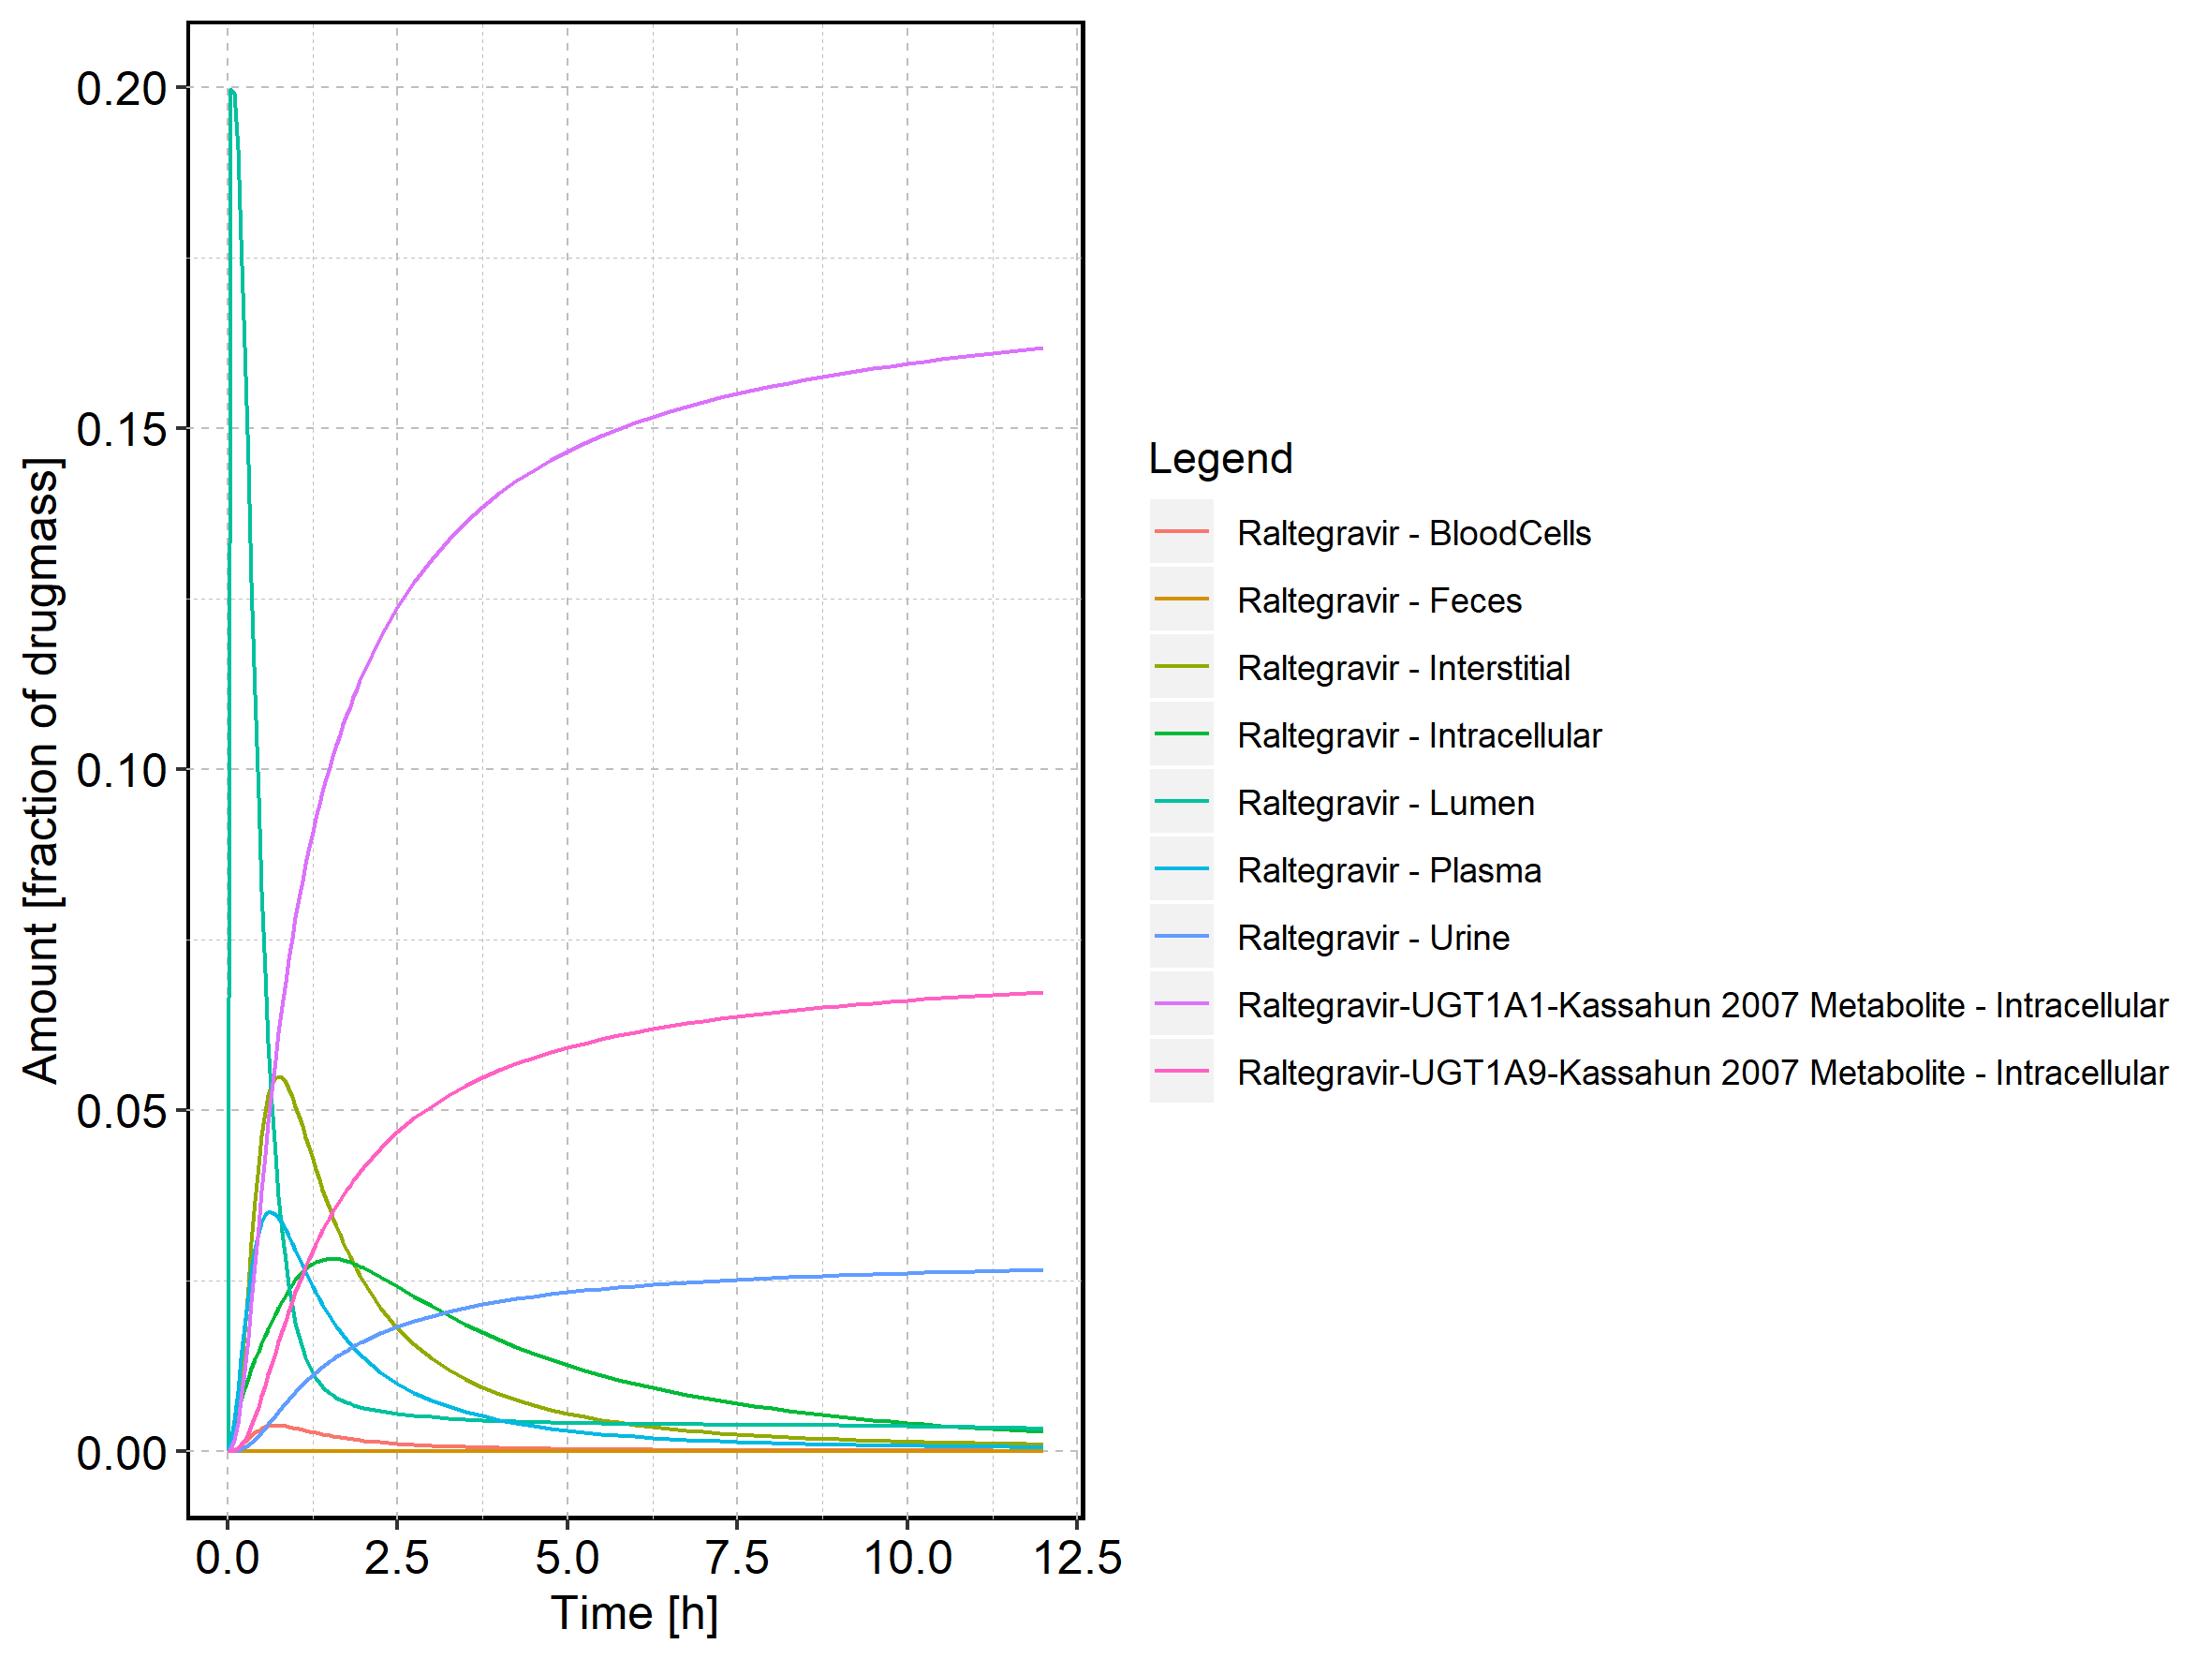 Amount [fraction of drugmass]
0.20
0.15
0.10
0.05
0.00
0.0 2.5 5.0 7.5 10.0 12.5
Time [h]
Legend
Raltegravir - BloodCells
Raltegravir - Feces
Raltegravir - Interstitial
Raltegravir - Intracellular
Raltegravir - Lumen
Raltegravir - Plasma
Raltegravir - Urine
Raltegravir-UGT1A1-Kassahun 2007 Metabolite - Intracellular
Raltegravir-UGT1A9-Kassahun 2007 Metabolite - Intracellular